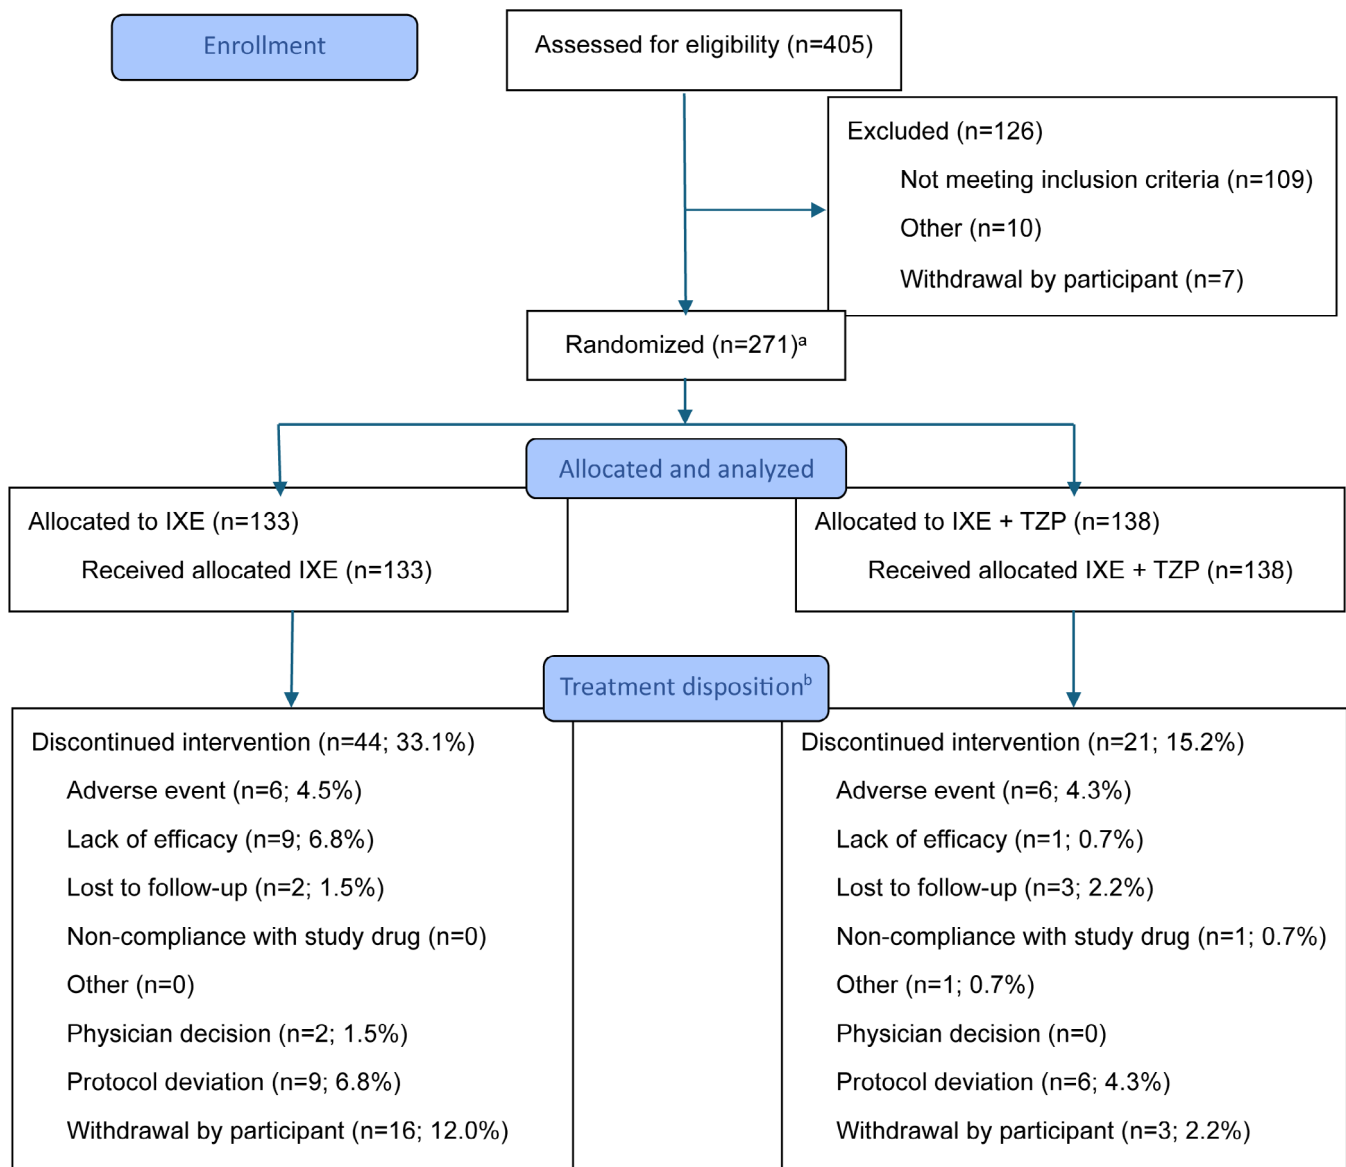 Enrollment
Assessed for eligibility (n=405)
Excluded (n=126)
Not meeting inclusion criteria (n=109)
Other (n=10)
Withdrawal by participant (n=7)
Randomized (n=271)ᵃ
Allocated and analyzed
Allocated to IXE (n=133)
Received allocated IXE (n=133)
Allocated to IXE + TZP (n=138)
Received allocated IXE + TZP (n=138)
Treatment dispositionᵇ
Discontinued intervention (n=44; 33.1%)
Adverse event (n=6; 4.5%)
Lack of efficacy (n=9; 6.8%)
Lost to follow-up (n=2; 1.5%)
Non-compliance with study drug (n=0)
Other (n=0)
Physician decision (n=2; 1.5%)
Protocol deviation (n=9; 6.8%)
Withdrawal by participant (n=16; 12.0%)
Discontinued intervention (n=21; 15.2%)
Adverse event (n=6; 4.3%)
Lack of efficacy (n=1; 0.7%)
Lost to follow-up (n=3; 2.2%)
Non-compliance with study drug (n=1; 0.7%)
Other (n=1; 0.7%)
Physician decision (n=0)
Protocol deviation (n=6; 4.3%)
Withdrawal by participant (n=3; 2.2%)